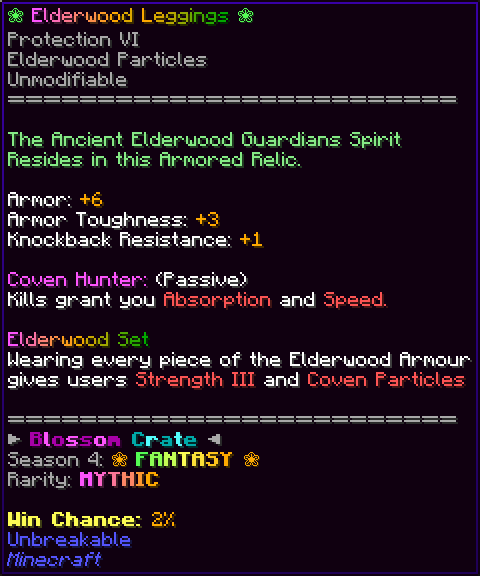 ❀ Elderwood Leggings ❀
Protection VI
Elderwood Particles
Unmodifiable
============================
The Ancient Elderwood Guardians Spirit
Resides in this Armored Relic.
Armor: +6
Armor Toughness: +3
Knockback Resistance: +1
Coven Hunter: (Passive)
Kills grant you Absorption and Speed.
Elderwood Set
Wearing every piece of the Elderwood Armour
gives users Strength III and Coven Particles
============================
► Blossom Crate ◄
Season 4: ❀ FANTASY ❀
Rarity: MYTHIC
Win Chance: 2%
Unbreakable
Minecraft